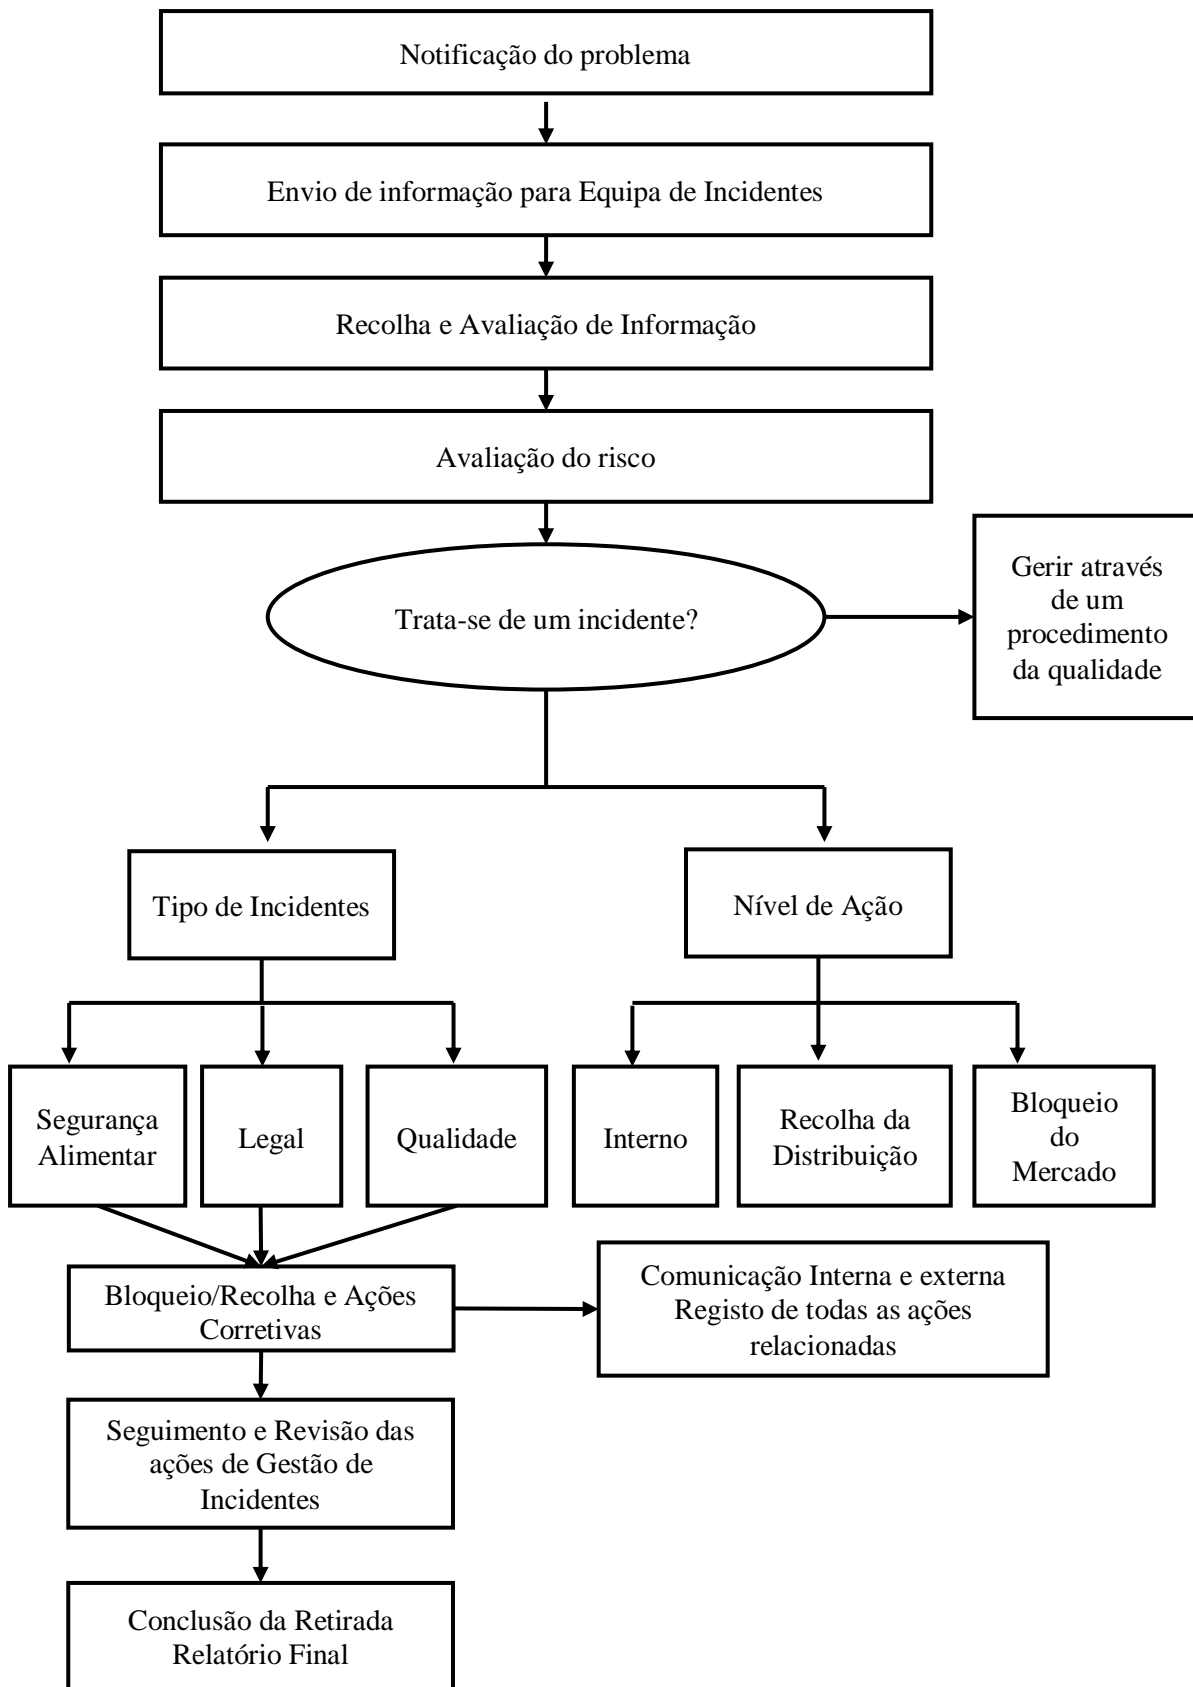 Notificação do problema
Envio de informação para Equipa de Incidentes
Recolha e Avaliação de Informação
Avaliação do risco
Trata-se de um incidente?
Gerir através
de um
procedimento
da qualidade
Tipo de Incidentes
Nível de Ação
Segurança
Alimentar
Legal
Qualidade
Interno
Recolha da
Distribuição
Bloqueio
do
Mercado
Bloqueio/Recolha e Ações
Corretivas
Comunicação Interna e externa
Registo de todas as ações
relacionadas
Seguimento e Revisão das
ações de Gestão de
Incidentes
Conclusão da Retirada
Relatório Final